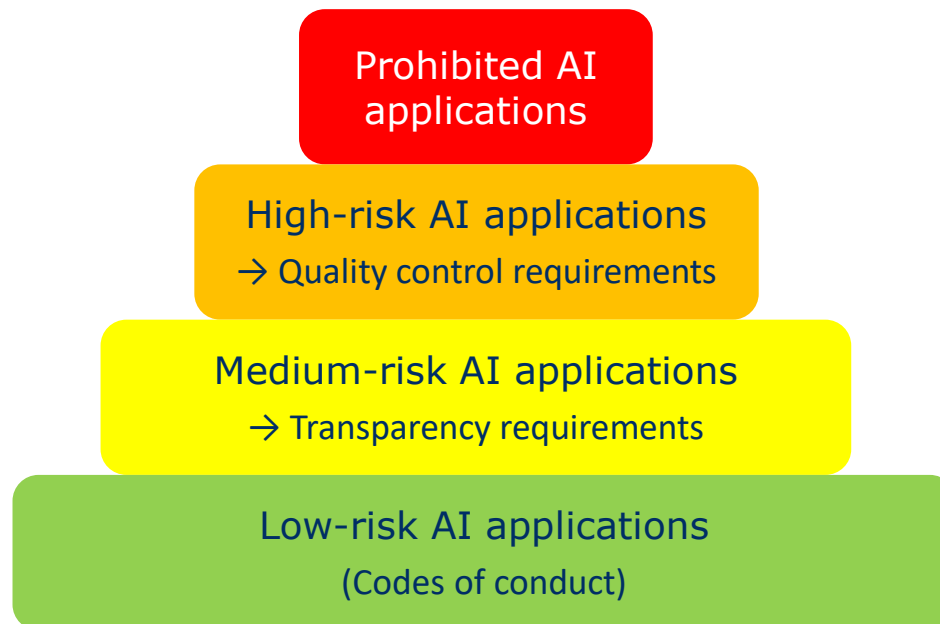 Prohibited AI
applications
High-risk AI applications
→ Quality control requirements
Medium-risk AI applications
→ Transparency requirements
Low-risk AI applications
(Codes of conduct)